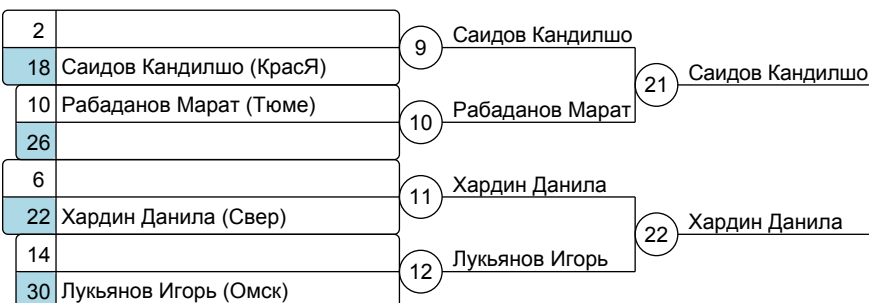 2
9 Саидов Кандилшо
18 Саидов Кандилшо (КрасЯ)
21 Саидов Кандилшо
10 Рабаданов Марат (Тюме)
10 Рабаданов Марат
26
6
11 Хардин Данила
22 Хардин Данила (Свер)
22 Хардин Данила
14
12 Лукьянов Игорь
30 Лукьянов Игорь (Омск)